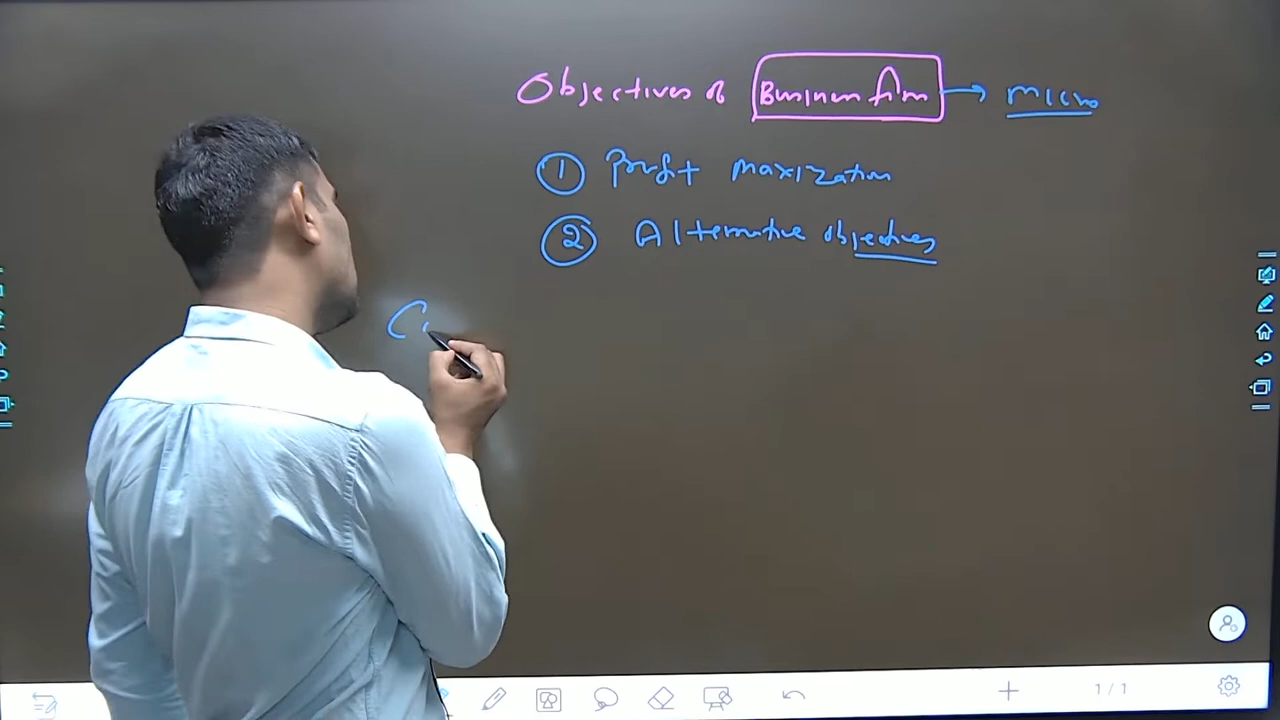 Objectives of Business firm → micro
① Profit maxization
② Alternative objectives
1/1